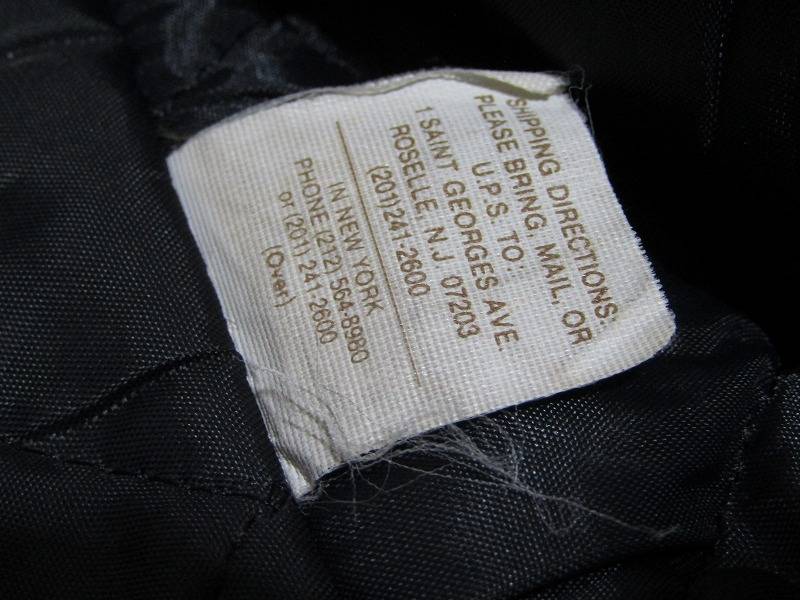 SHIPPING DIRECTIONS:
PLEASE BRING MAIL, OR
U.P.S. TO:
1 SAINT GEORGES AVE.
ROSELLE, N.J. 07203
(201) 241-2600
IN NEW YORK
PHONE (212) 564-8980
or (201) 241-2600
(Over)